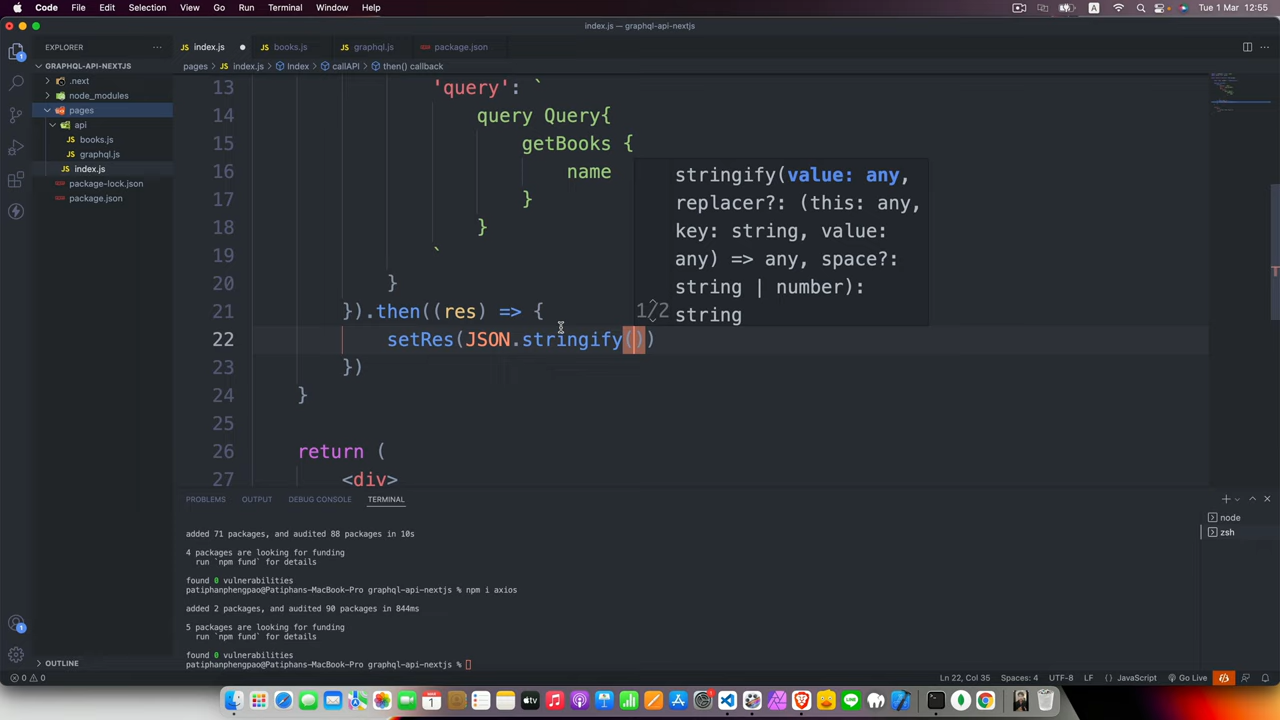 Code File Edit Selection View Go Run Terminal Window Help
A Tue 1 Mar 12:55
index.js — graphql-api-nextjs
EXPLORER
index.js
books.js
graphql.js
package.json
GRAPHQL-API-NEXTJS
.next
node_modules
pages
api
books.js
graphql.js
index.js
package-lock.json
package.json
OUTLINE
pages > index.js > Index > callAPI > then() callback
13 'query': `
14 query Query{
15 getBooks {
16 name
17 }
18 }
19 `
20 }
21 }).then((res) => {
22 setRes(JSON.stringify())
23 })
24 }
25
26 return (
27 <div>
stringify(value: any,
replacer?: (this: any,
key: string, value:
any) => any, space?:
string | number):
1/2 string
PROBLEMS OUTPUT DEBUG CONSOLE TERMINAL
added 71 packages, and audited 88 packages in 10s
4 packages are looking for funding
run `npm fund` for details
found 0 vulnerabilities
patiphanphengpao@Patiphans-MacBook-Pro graphql-api-nextjs % npm i axios
added 2 packages, and audited 90 packages in 844ms
5 packages are looking for funding
run `npm fund` for details
found 0 vulnerabilities
patiphanphengpao@Patiphans-MacBook-Pro graphql-api-nextjs %
node
zsh
0 0
Ln 22, Col 35 Spaces: 4 UTF-8 LF {} JavaScript Go Live